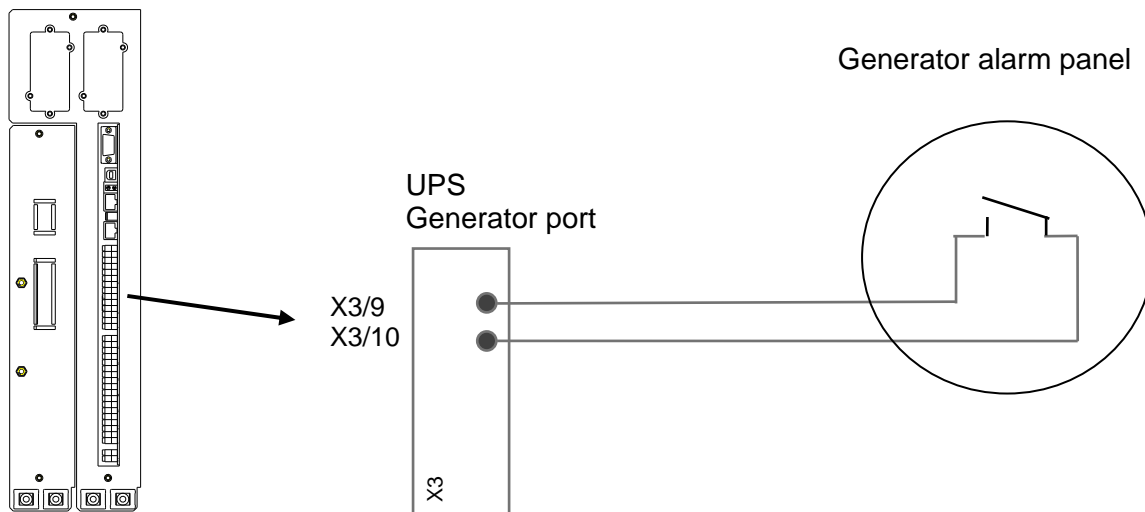 Generator alarm panel
UPS
Generator port
X3/9
X3/10
X3